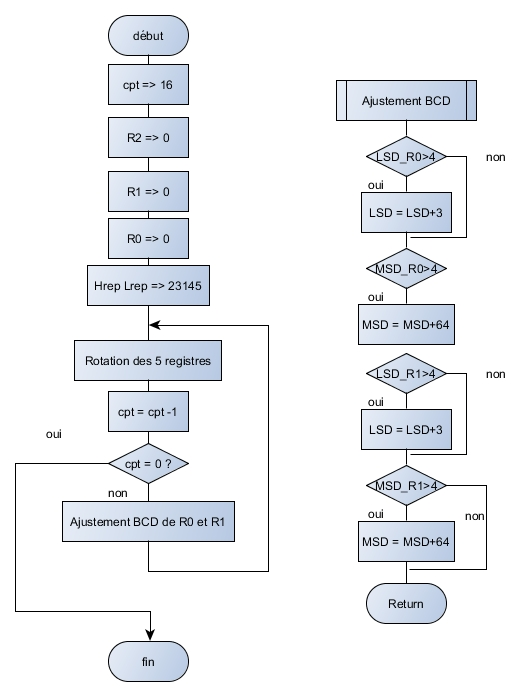 début
cpt => 16
R2 => 0
R1 => 0
R0 => 0
Hrep Lrep => 23145
Rotation des 5 registres
cpt = cpt -1
oui
cpt = 0 ?
non
Ajustement BCD de R0 et R1
fin
Ajustement BCD
LSD_R0>4
non
oui
LSD = LSD+3
MSD_R0>4
oui
MSD = MSD+64
LSD_R1>4
non
oui
LSD = LSD+3
MSD_R1>4
oui
non
MSD = MSD+64
Return